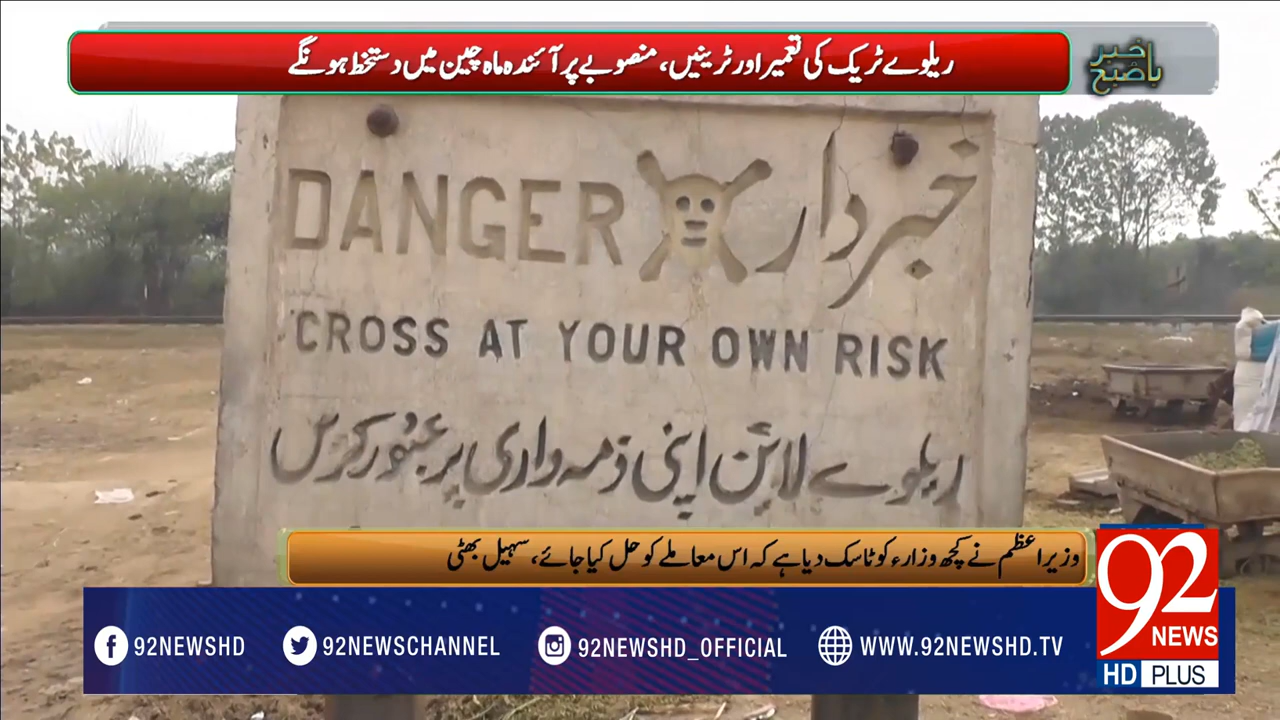 ریلوے ٹریک کی تعمیر اور ٹرینیں، منصوبے پر آئندہ ماہ چین میں دستخط ہونگے
باخبر صبح
DANGER خبردار
CROSS AT YOUR OWN RISK
ریلوے لائن اپنی ذمہ داری پر عبور کریں
وزیراعظم نے کچھ وزارء کو ٹاسک دیا ہے کہ اس معاملے کو حل کیا جائے، سہیل بھٹی
92NEWSHD 92NEWSCHANNEL 92NEWSHD_OFFICIAL WWW.92NEWSHD.TV
92
NEWS
HD PLUS